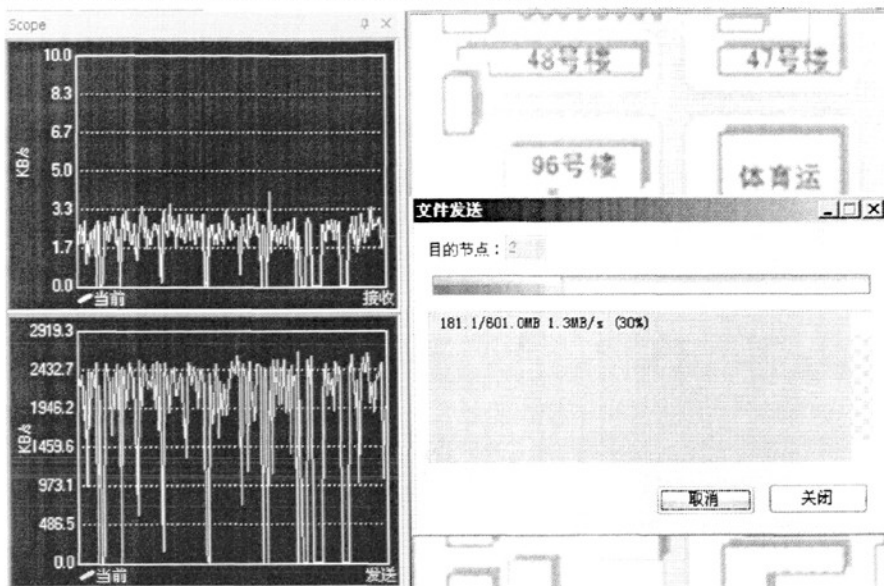 Scope
10.0
8.3
6.7
5.0
3.3
1.7
0.0
KB/s
当前
接收
2919.3
2432.7
1946.2
1459.6
973.1
486.5
0.0
KB/s
当前
发送
48号楼
47号楼
96号楼
体育运
文件发送
目的节点：2
181.1/601.0MB 1.3MB/s (30%)
取消
关闭